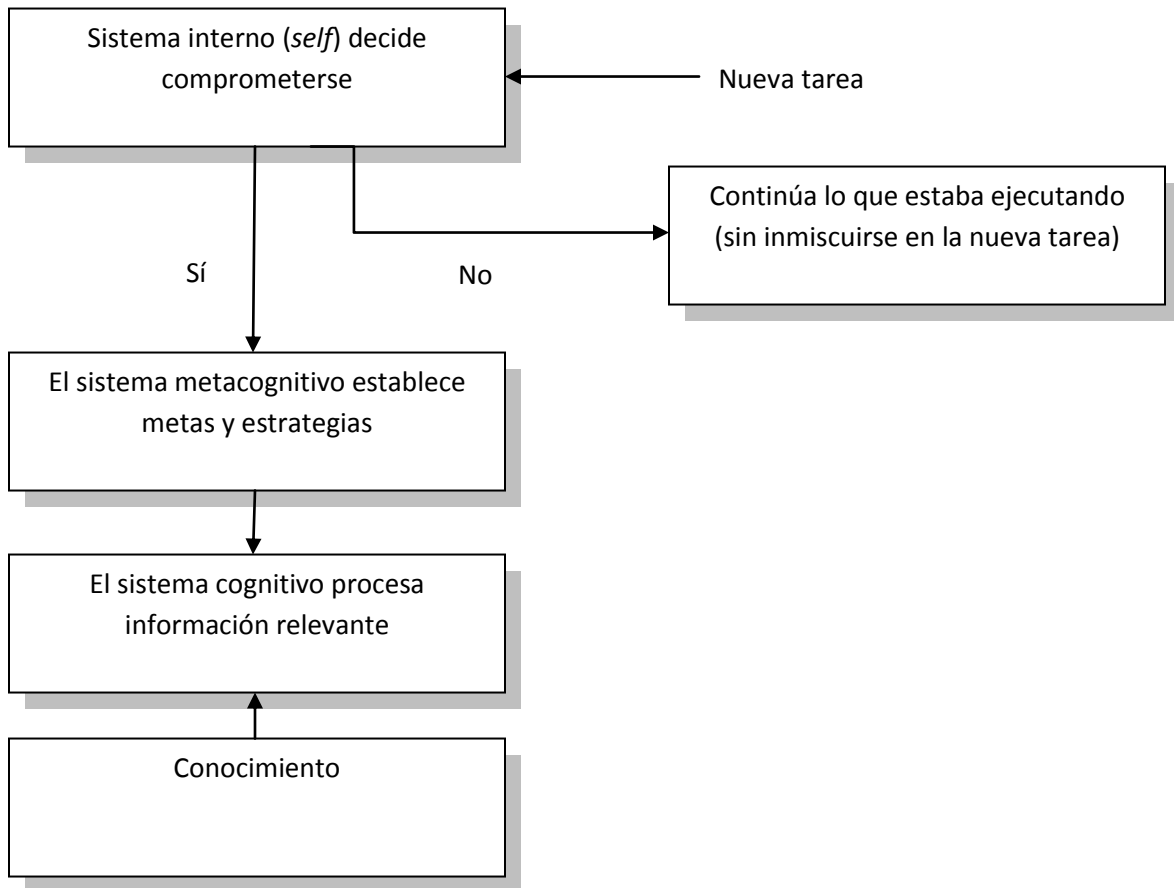 Sistema interno (self) decide
comprometerse
Nueva tarea
Continúa lo que estaba ejecutando
(sin inmiscuirse en la nueva tarea)
Sí
No
El sistema metacognitivo establece
metas y estrategias
El sistema cognitivo procesa
información relevante
Conocimiento